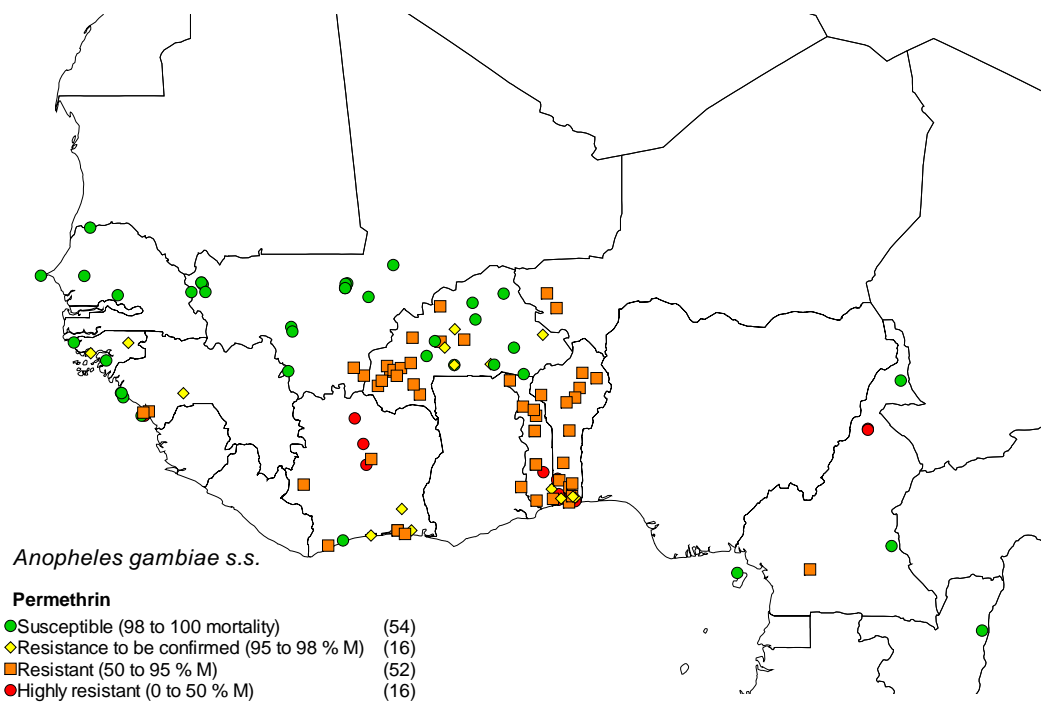 Anopheles gambiae s.s.
Permethrin
Susceptible (98 to 100 mortality) (54)
Resistance to be confirmed (95 to 98 % M) (16)
Resistant (50 to 95 % M) (52)
Highly resistant (0 to 50 % M) (16)